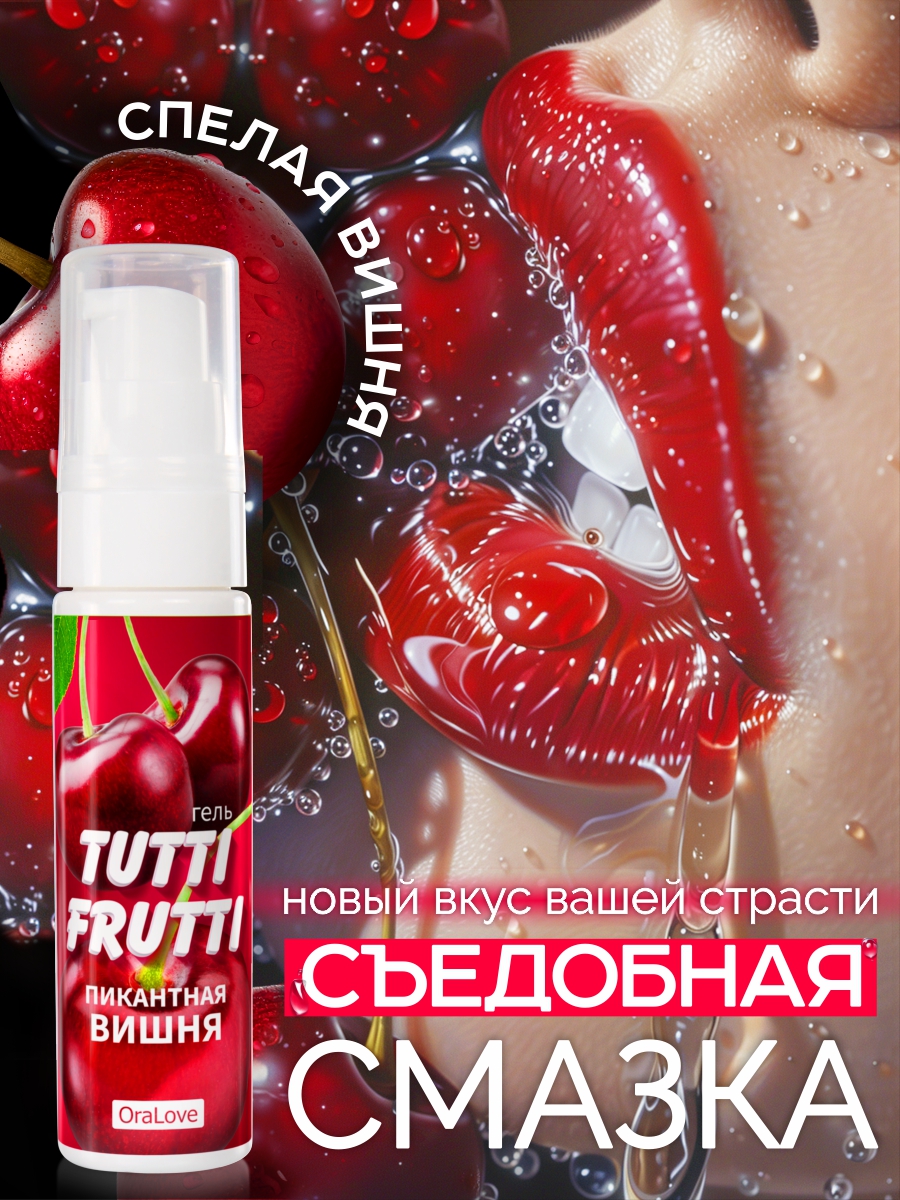 СПЕЛАЯ ВИШНЯ
гель
TUTTI
FRUTTI
ПИКАНТНАЯ
ВИШНЯ
OraLove
НОВЫЙ ВКУС ВАШЕЙ СТРАСТИ
СЪЕДОБНАЯ
СМАЗКА